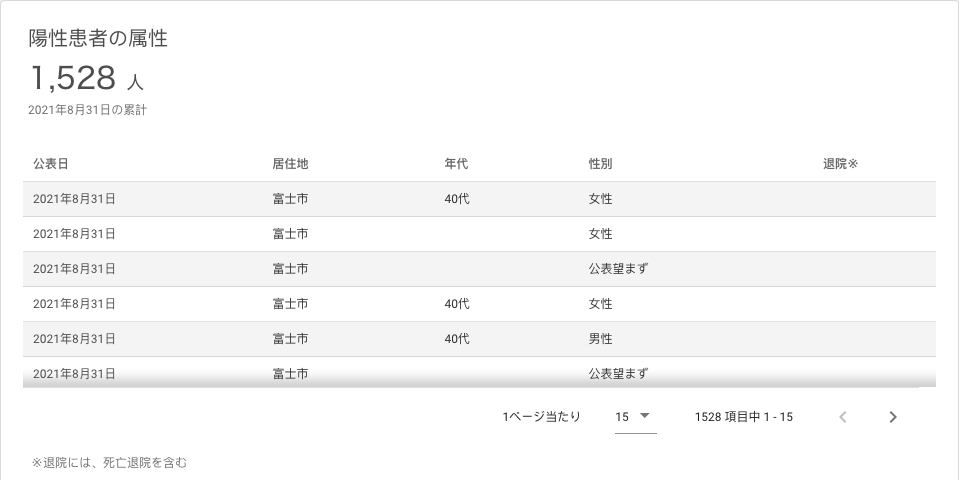 陽性患者の属性
1,528 人
2021年8月31日の累計
公表日 居住地 年代 性別 退院※
2021年8月31日 富士市 40代 女性
2021年8月31日 富士市 女性
2021年8月31日 富士市 公表望まず
2021年8月31日 富士市 40代 女性
2021年8月31日 富士市 40代 男性
2021年8月31日 富士市 公表望まず
1ページ当たり 15 1528 項目中 1 - 15
※退院には、死亡退院を含む